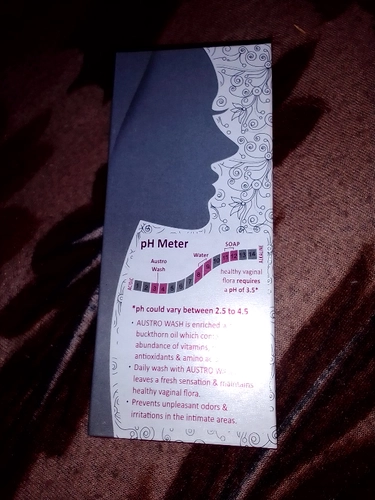 pH Meter
SOAP
Water
Austro
Wash
ACIDIC
ALKALINE
healthy vaginal
flora requires
a pH of 3.5*
*ph could vary between 2.5 to 4.5
• AUSTRO WASH is enriched
buckthorn oil which
abundance of vitamins,
antioxidants & amino
• Daily wash with AUSTRO
leaves a fresh sensation & maintains
healthy vaginal flora.
• Prevents unpleasant odors &
irritations in the intimate areas.